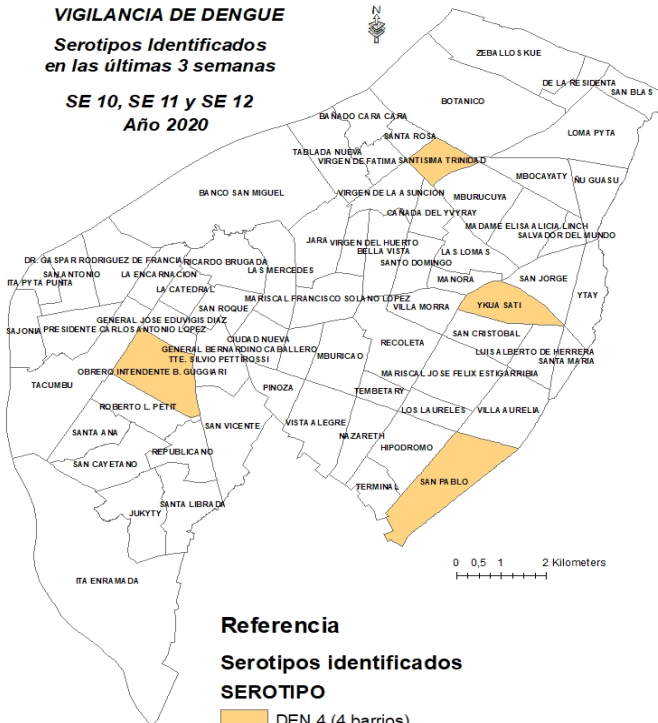 VIGILANCIA DE DENGUE
Serotipos Identificados
en las últimas 3 semanas
SE 10, SE 11 y SE 12
Año 2020
N
ZEBALLOS KUE
DE LA RESIDENTA
SAN BLAS
BOTANICO
BAÑADO CARA CARA
SANTA ROSA
LOMA PYTA
TABLADA NUEVA
VIRGEN DE FATIMA
SANTISIMA TRINIDAD
MBOCAYATY
ÑU GUASU
BANCO SAN MIGUEL
VIRGEN DE LA ASUNCIÓN
MBURUCUYA
CAÑADA DEL YVYRAY
MADAME ELISA ALICIA LINCH
SALVADOR DEL MUNDO
JARA
VIRGEN DEL HUERTO
BELLA VISTA
LAS LOMAS
SANTO DOMINGO
DR. GASPAR RODRIGUEZ DE FRANCIA
RICARDO BRUGADA
LAS MERCEDES
SAN ANTONIO
LA ENCARNACION
MANORA
SAN JORGE
ITA PYTA PUNTA
LA CATEDRAL
MARISCAL FRANCISCO SOLANO LOPEZ
VILLA MORRA
YKUA SATI
YTAY
SAN ROQUE
GENERAL JOSE EDUVIGIS DIAZ
SAJONIA
PRESIDENTE CARLOS ANTONIO LOPEZ
SAN CRISTOBAL
CIUDAD NUEVA
RECOLETA
GENERAL BERNARDINO CABALLERO
LUIS ALBERTO DE HERRERA
TTE. SILVIO PETTIROSSI
MBURICAO
SANTA MARIA
OBRERO INTENDENTE B. GUGGIARI
MARISCAL JOSE FELIX ESTIGARRIBIA
TACUMBU
PINOZA
TEMBETARY
ROBERTO L. PETIT
LOS LAURELES
VILLA AURELIA
SAN VICENTE
VISTA ALEGRE
SANTA ANA
NAZARETH
HIPODROMO
REPUBLICANO
SAN CAYETANO
TERMINAL
SAN PABLO
SANTA LIBRADA
JUKYTY
0 0,5 1 2 Kilometers
ITA ENRAMADA
Referencia
Serotipos identificados
SEROTIPO
DEN 4 (4 barrios)